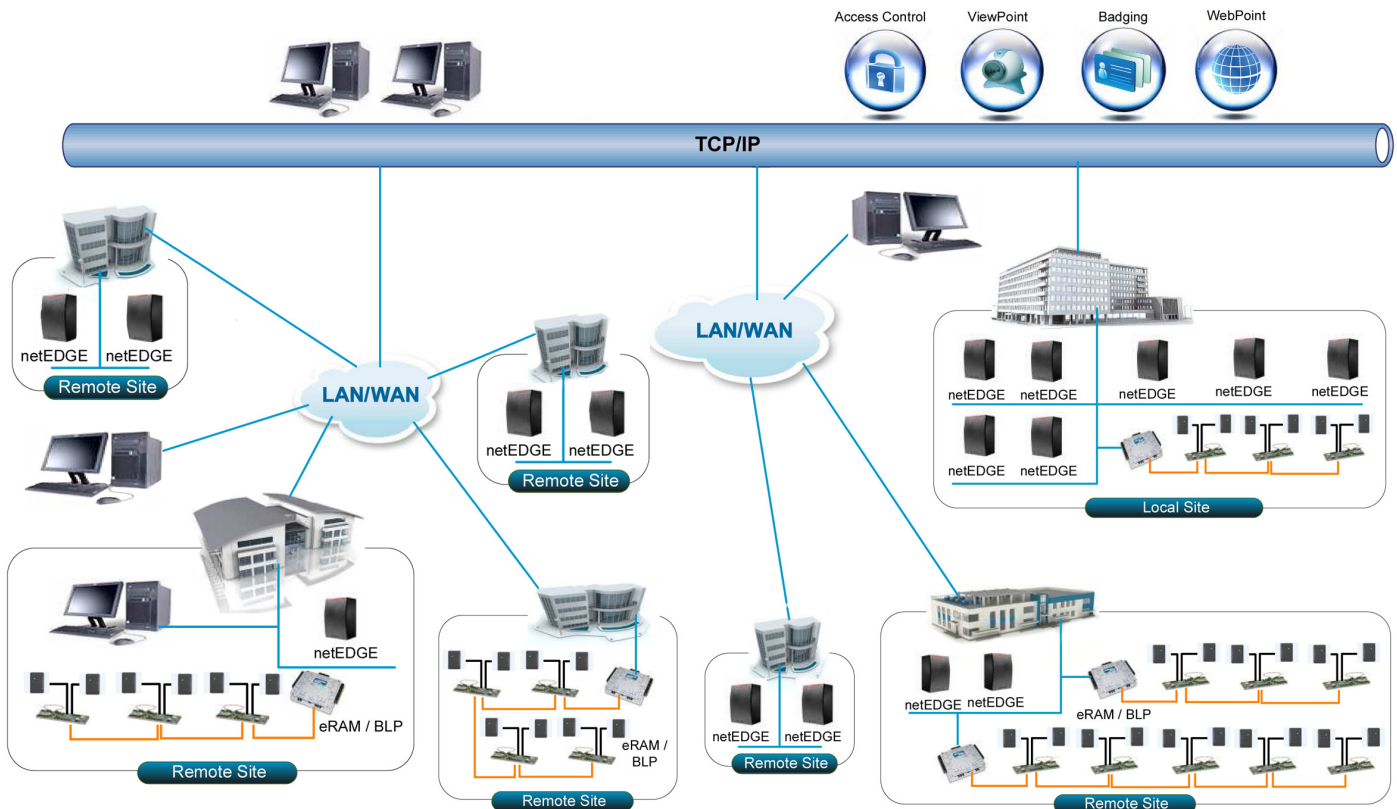 Access Control
ViewPoint
Badging
WebPoint
TCP/IP
netEDGE netEDGE
Remote Site
LAN/WAN
netEDGE netEDGE
Remote Site
LAN/WAN
netEDGE netEDGE netEDGE netEDGE netEDGE
netEDGE netEDGE
Local Site
netEDGE
eRAM / BLP
Remote Site
eRAM /
BLP
Remote Site
netEDGE netEDGE
Remote Site
netEDGE netEDGE
eRAM / BLP
Remote Site